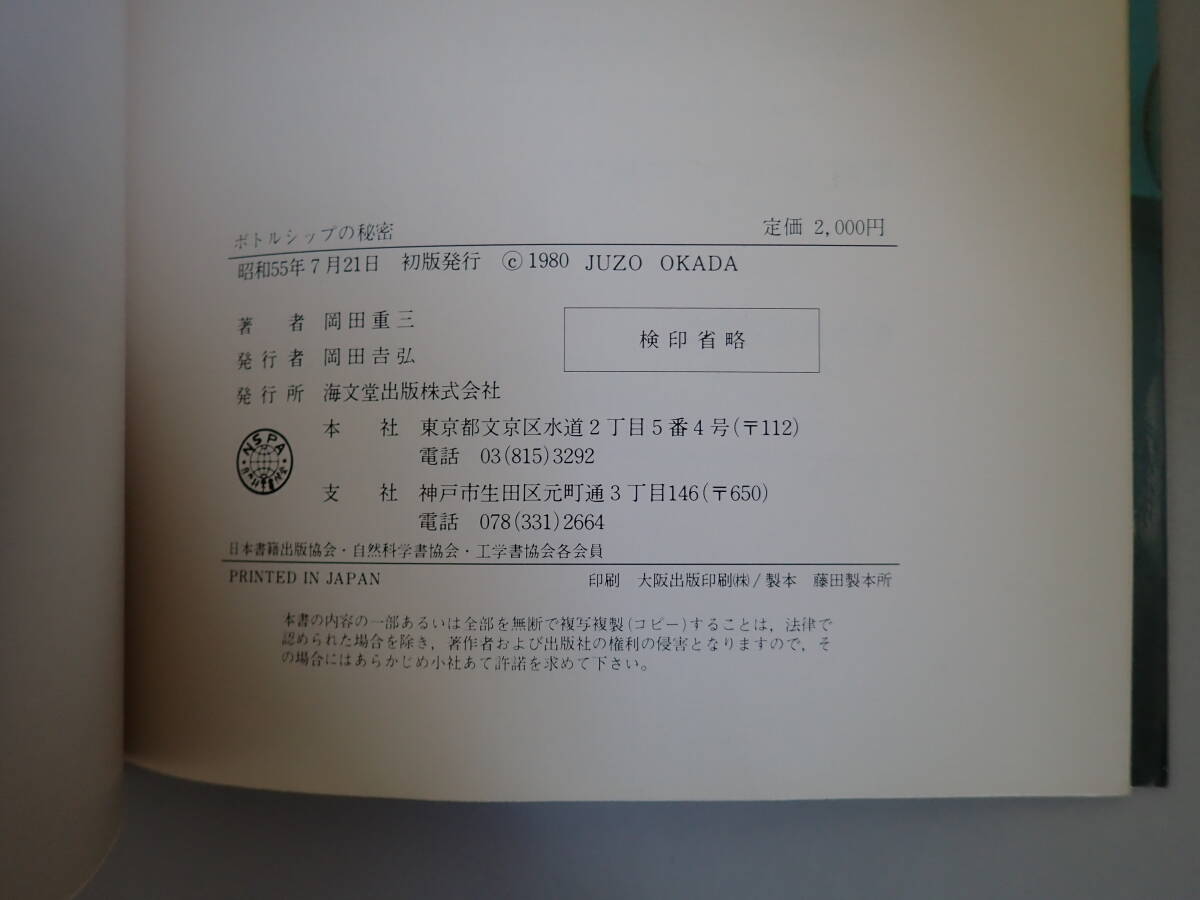 ボトルシップの秘密 定価 2,000円
昭和55年7月21日 初版発行 ©1980 JUZO OKADA
著者 岡田重三
検印省略
発行者 岡田吉弘
発行所 海文堂出版株式会社
本社 東京都文京区水道2丁目5番4号(〒112)
電話 03(815)3292
NSPA
支社 神戸市生田区元町通3丁目146(〒650)
電話 078(331)2664
日本書籍出版協会・自然科学書協会・工学書協会各会員
PRINTED IN JAPAN 印刷 大阪出版印刷㈱/製本 藤田製本所
本書の内容の一部あるいは全部を無断で複写複製(コピー)することは,法律で
認められた場合を除き,著作者および出版社の権利の侵害となりますので,そ
の場合にはあらかじめ小社あて許諾を求めて下さい。